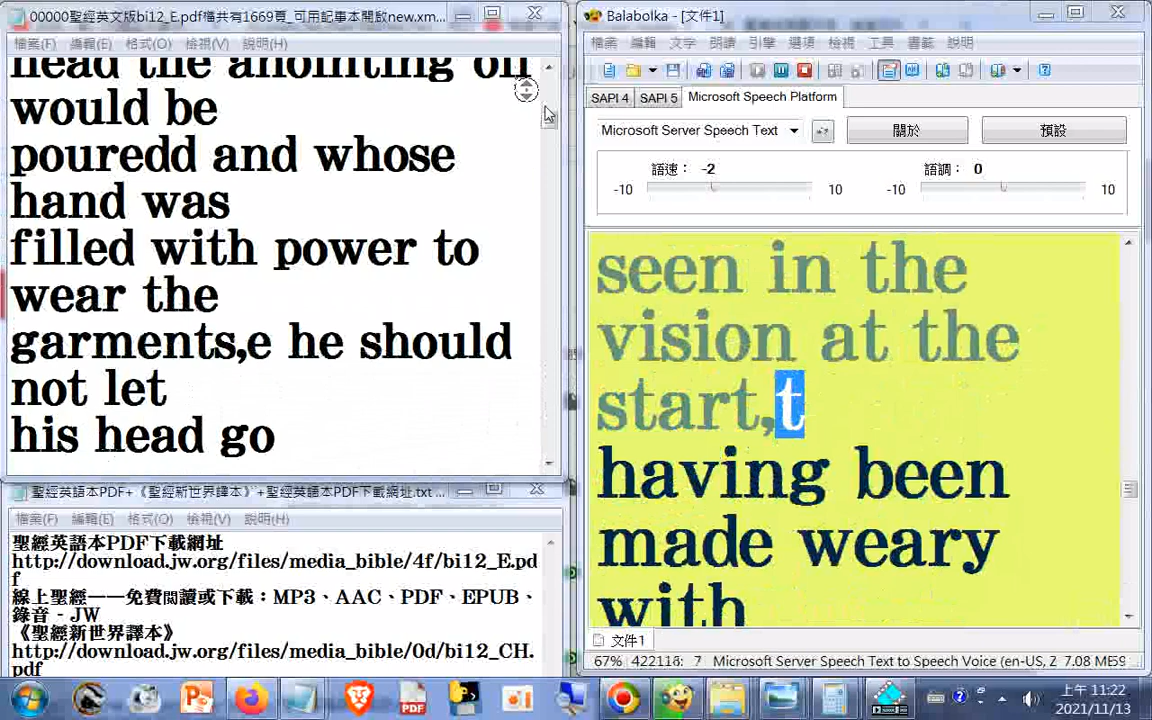 00000聖經英文版bi12_E.pdf檔共有1669頁_可用記事本開啟new.xm...
檔案(F) 編輯(E) 格式(O) 檢視(V) 說明(H)
head the anointing oil
would be
pouredd and whose
hand was
filled with power to
wear the
garments,e he should
not let
his head go
聖經英語本PDF+《聖經新世界譯本》+聖經英語本PDF下載網址.txt ...
檔案(F) 編輯(E) 格式(O) 檢視(V) 說明(H)
聖經英語本PDF下載網址
http://download.jw.org/files/media_bible/4f/bi12_E.pd
f
線上聖經——免費閱讀或下載：MP3、AAC、PDF、EPUB、
錄音 - JW
《聖經新世界譯本》
http://download.jw.org/files/media_bible/0d/bi12_CH.
pdf
Balabolka - [文件1]
檔案 編輯 文字 朗讀 引擎 選項 檢視 工具 書籤 說明
SAPI 4 SAPI 5 Microsoft Speech Platform
Microsoft Server Speech Text 關於 預設
語速： -2 語調： 0
-10 10 -10 10
seen in the
vision at the
start,t
having been
made weary
with
文件1
67% 422116: 7 Microsoft Server Speech Text to Speech Voice (en-US, Z 7.08 ME59
上午 11:22
2021/11/13